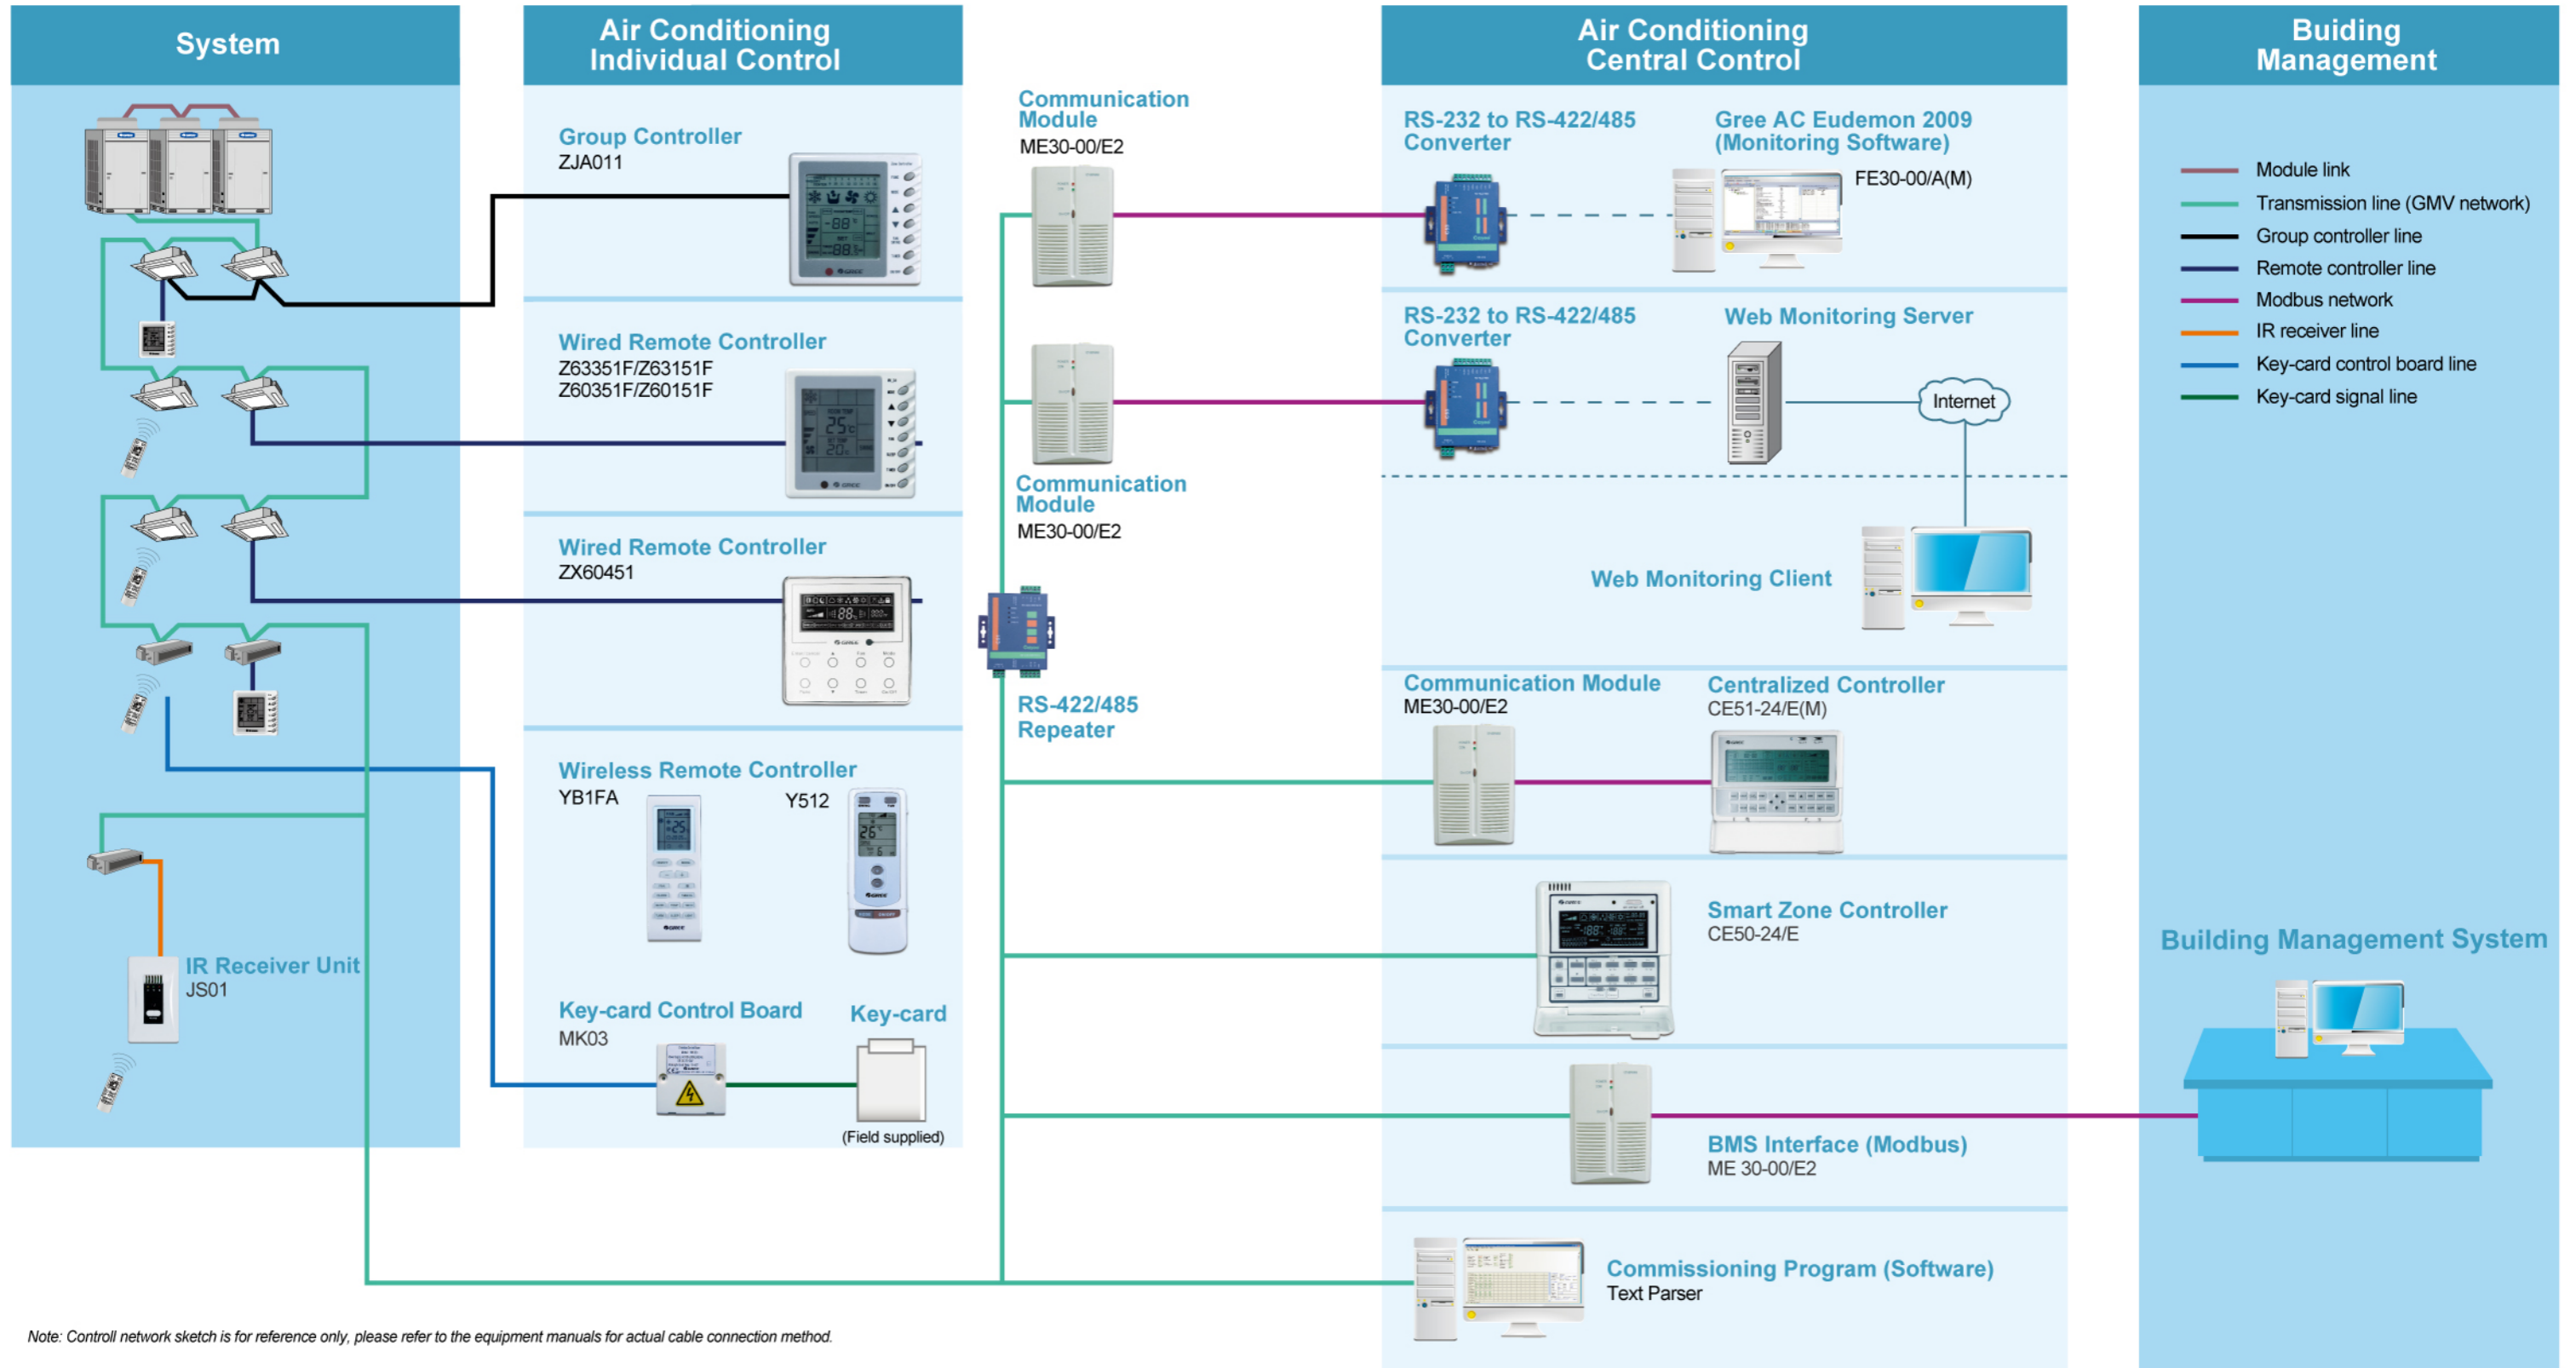 System
Air Conditioning
Individual Control
Air Conditioning
Central Control
Buiding
Management
Group Controller
ZJA011
Wired Remote Controller
Z63351F/Z63151F
Z60351F/Z60151F
Wired Remote Controller
ZX60451
Wireless Remote Controller
YB1FA
Y512
Key-card Control Board
MK03
Key-card
(Field supplied)
IR Receiver Unit
JS01
Communication
Module
ME30-00/E2
Communication
Module
ME30-00/E2
RS-422/485
Repeater
RS-232 to RS-422/485
Converter
Gree AC Eudemon 2009
(Monitoring Software)
FE30-00/A(M)
RS-232 to RS-422/485
Converter
Web Monitoring Server
Internet
Web Monitoring Client
Communication Module
ME30-00/E2
Centralized Controller
CE51-24/E(M)
Smart Zone Controller
CE50-24/E
BMS Interface (Modbus)
ME 30-00/E2
Commissioning Program (Software)
Text Parser
Module link
Transmission line (GMV network)
Group controller line
Remote controller line
Modbus network
IR receiver line
Key-card control board line
Key-card signal line
Building Management System
Note: Controll network sketch is for reference only, please refer to the equipment manuals for actual cable connection method.